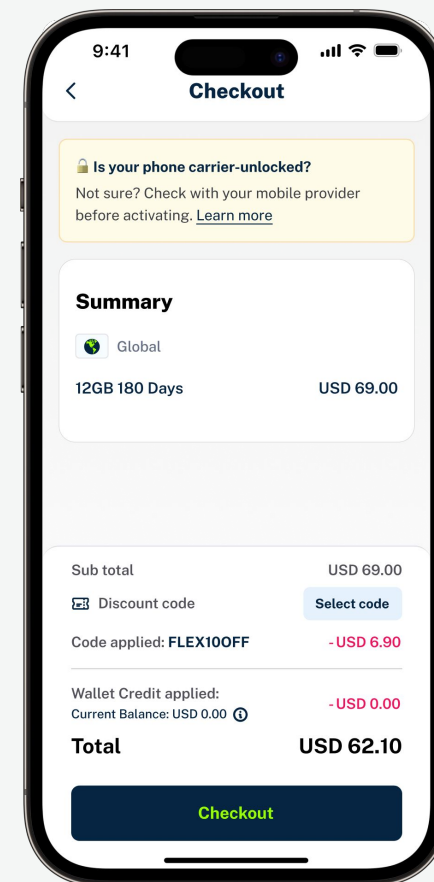 9:41
Checkout
Is your phone carrier-unlocked?
Not sure? Check with your mobile provider
before activating. Learn more
Summary
Global
12GB 180 Days USD 69.00
Sub total USD 69.00
Discount code Select code
Code applied: FLEX10OFF - USD 6.90
Wallet Credit applied: - USD 0.00
Current Balance: USD 0.00
Total USD 62.10
Checkout